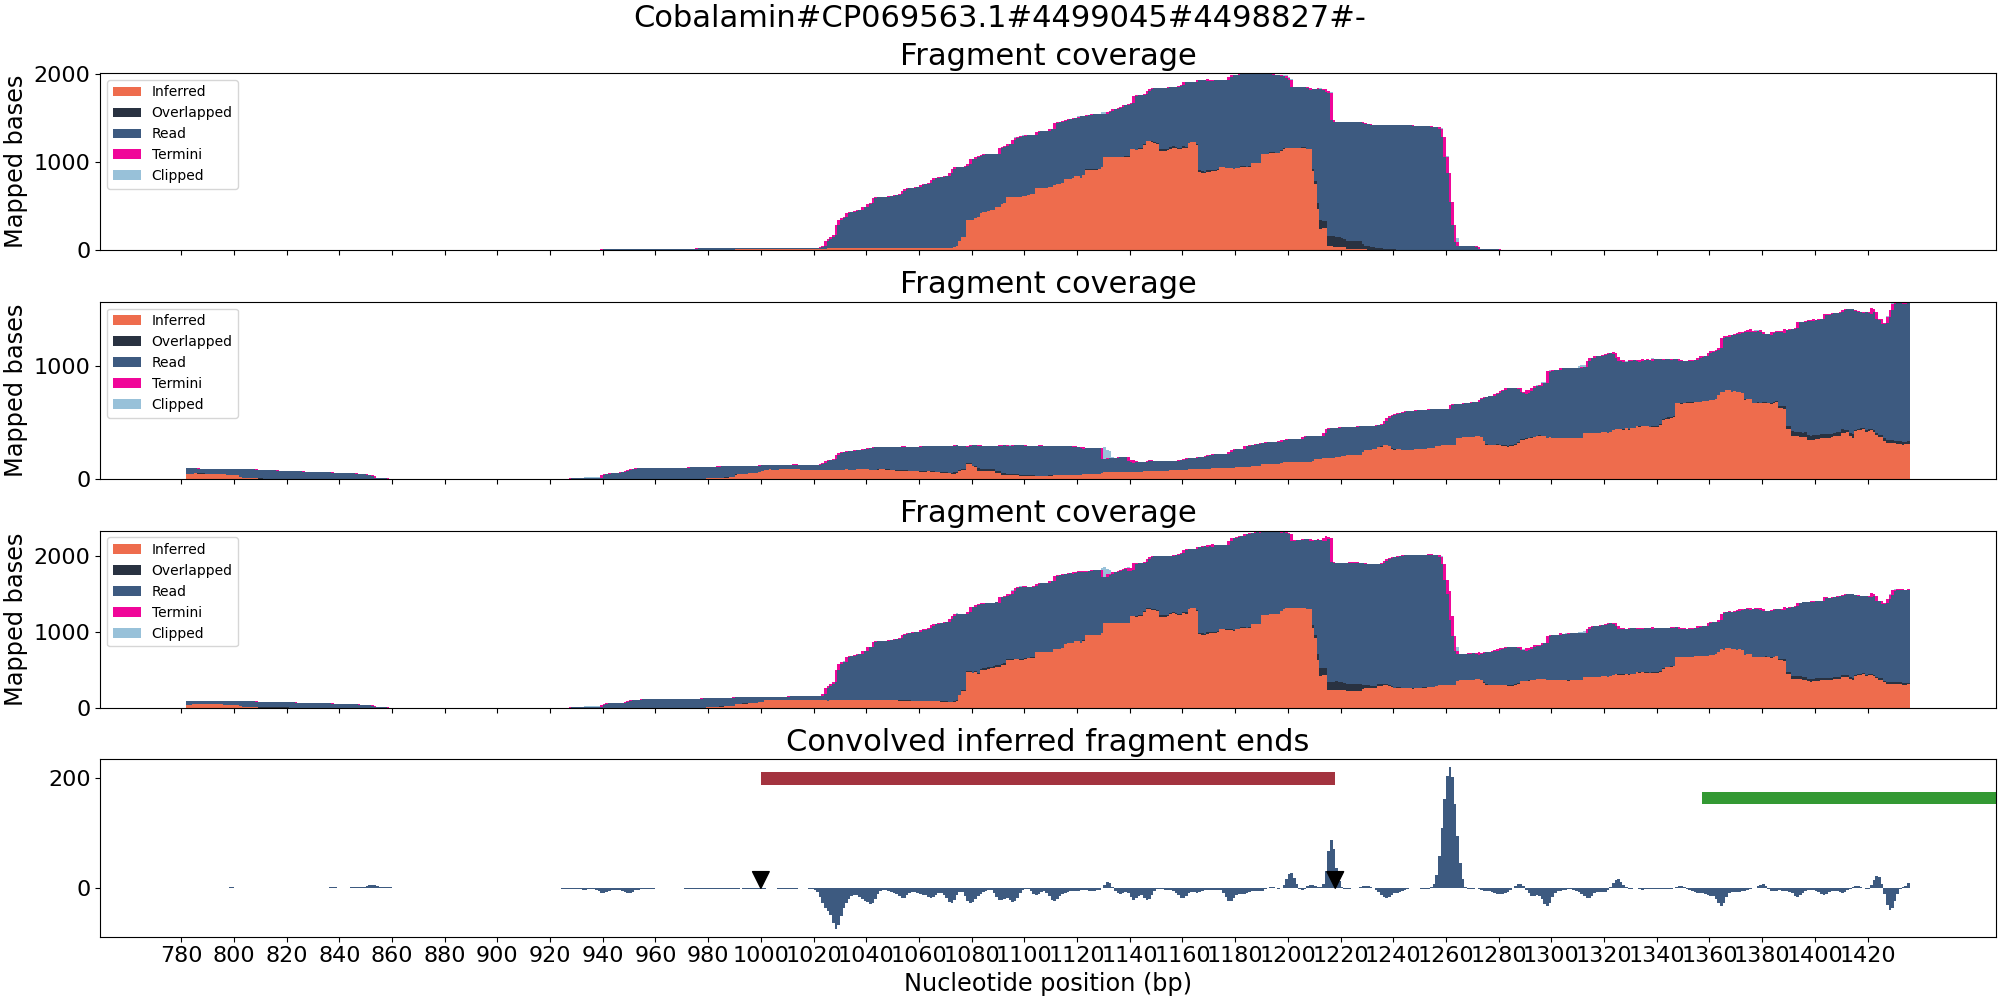 Cobalamin#CP069563.1#4499045#4498827#-
Fragment coverage
Mapped bases
2000
1000
0
Inferred
Overlapped
Read
Termini
Clipped
Fragment coverage
Mapped bases
1000
0
Inferred
Overlapped
Read
Termini
Clipped
Fragment coverage
Mapped bases
2000
1000
0
Inferred
Overlapped
Read
Termini
Clipped
Convolved inferred fragment ends
200
0
780 800 820 840 860 880 900 920 940 960 980 1000 1020 1040 1060 1080 1100 1120 1140 1160 1180 1200 1220 1240 1260 1280 1300 1320 1340 1360 1380 1400 1420
Nucleotide position (bp)